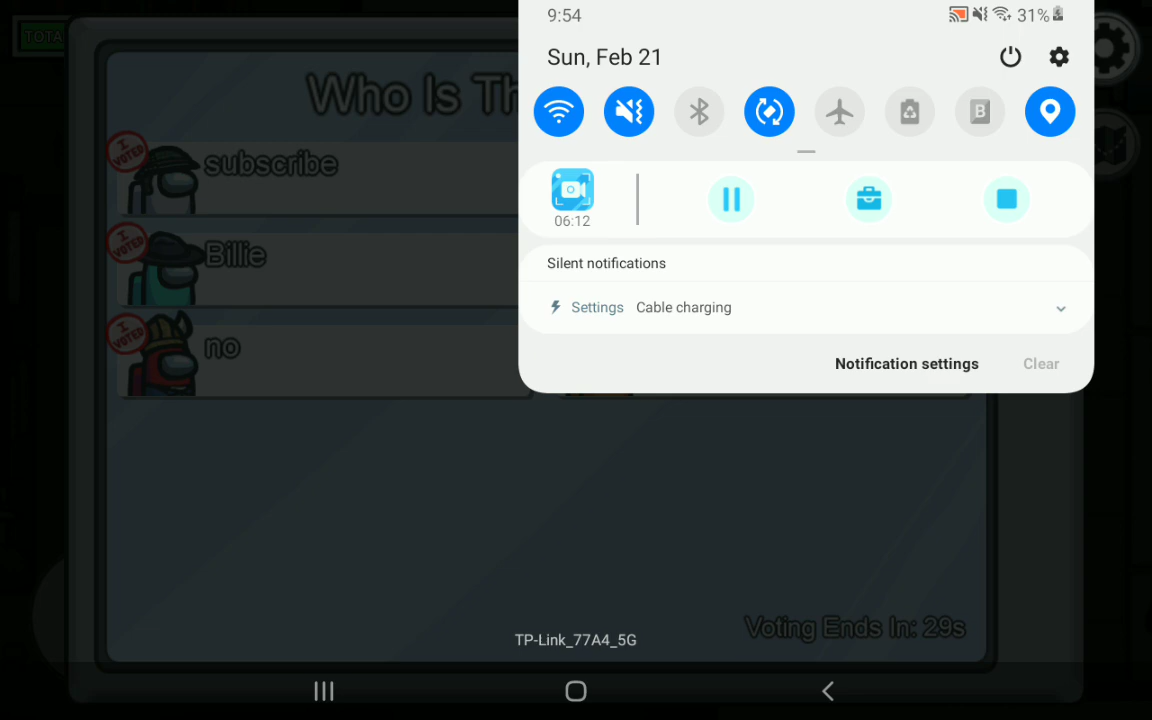 9:54
31%
Sun, Feb 21
B
06:12
Silent notifications
Settings Cable charging
Notification settings
Clear
TOTA
Who Is Th
I VOTED
subscribe
I VOTED
Billie
I VOTED
no
Voting Ends In: 29s
TP-Link_77A4_5G